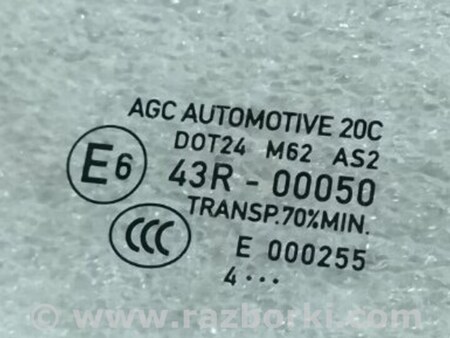 AGC AUTOMOTIVE 20C
DOT24 M62 AS2
E6
43R - 00050
TRANSP.70%MIN.
CCC
E 000255
4 •••
© www.razborki.com